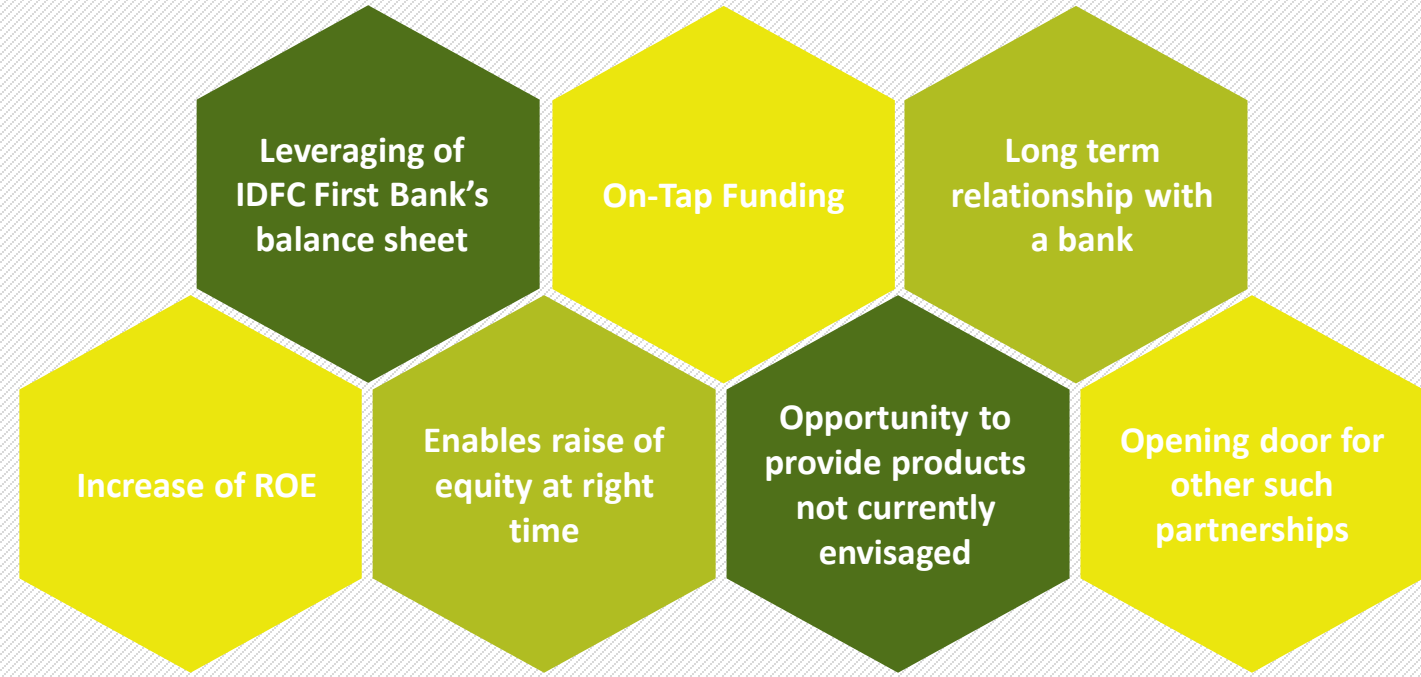 Leveraging of
IDFC First Bank’s
balance sheet
On-Tap Funding
Long term
relationship with
a bank
Increase of ROE
Enables raise of
equity at right
time
Opportunity to
provide products
not currently
envisaged
Opening door for
other such
partnerships